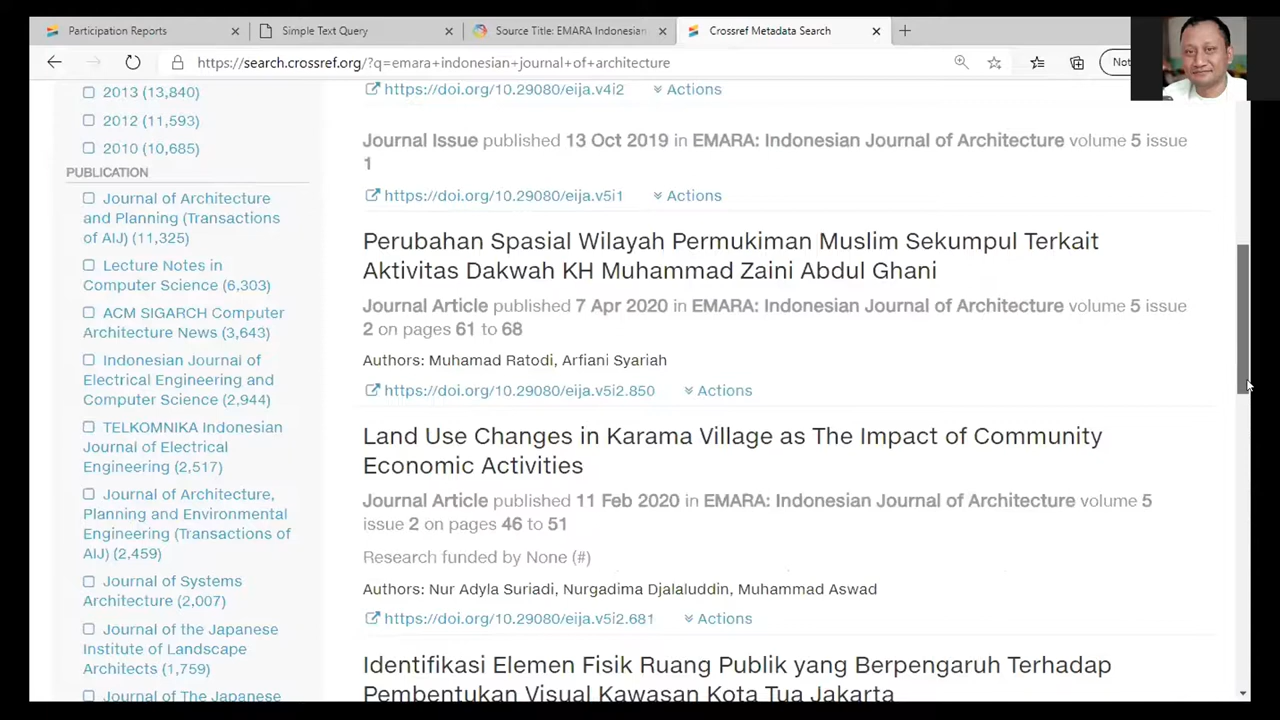 Participation Reports
Simple Text Query
Source Title: EMARA Indonesian
Crossref Metadata Search
https://search.crossref.org/?q=emara+indonesian+journal+of+architecture
Not
2013 (13,840)
2012 (11,593)
2010 (10,685)
PUBLICATION
Journal of Architecture
and Planning (Transactions
of AIJ) (11,325)
Lecture Notes in
Computer Science (6,303)
ACM SIGARCH Computer
Architecture News (3,643)
Indonesian Journal of
Electrical Engineering and
Computer Science (2,944)
TELKOMNIKA Indonesian
Journal of Electrical
Engineering (2,517)
Journal of Architecture,
Planning and Environmental
Engineering (Transactions of
AIJ) (2,459)
Journal of Systems
Architecture (2,007)
Journal of the Japanese
Institute of Landscape
Architects (1,759)
Journal of The Japanese
https://doi.org/10.29080/eija.v4i2 Actions
Journal Issue published 13 Oct 2019 in EMARA: Indonesian Journal of Architecture volume 5 issue
1
https://doi.org/10.29080/eija.v5i1 Actions
Perubahan Spasial Wilayah Permukiman Muslim Sekumpul Terkait
Aktivitas Dakwah KH Muhammad Zaini Abdul Ghani
Journal Article published 7 Apr 2020 in EMARA: Indonesian Journal of Architecture volume 5 issue
2 on pages 61 to 68
Authors: Muhamad Ratodi, Arfiani Syariah
https://doi.org/10.29080/eija.v5i2.850 Actions
Land Use Changes in Karama Village as The Impact of Community
Economic Activities
Journal Article published 11 Feb 2020 in EMARA: Indonesian Journal of Architecture volume 5
issue 2 on pages 46 to 51
Research funded by None (#)
Authors: Nur Adyla Suriadi, Nurgadima Djalaluddin, Muhammad Aswad
https://doi.org/10.29080/eija.v5i2.681 Actions
Identifikasi Elemen Fisik Ruang Publik yang Berpengaruh Terhadap
Pembentukan Visual Kawasan Kota Tua Jakarta